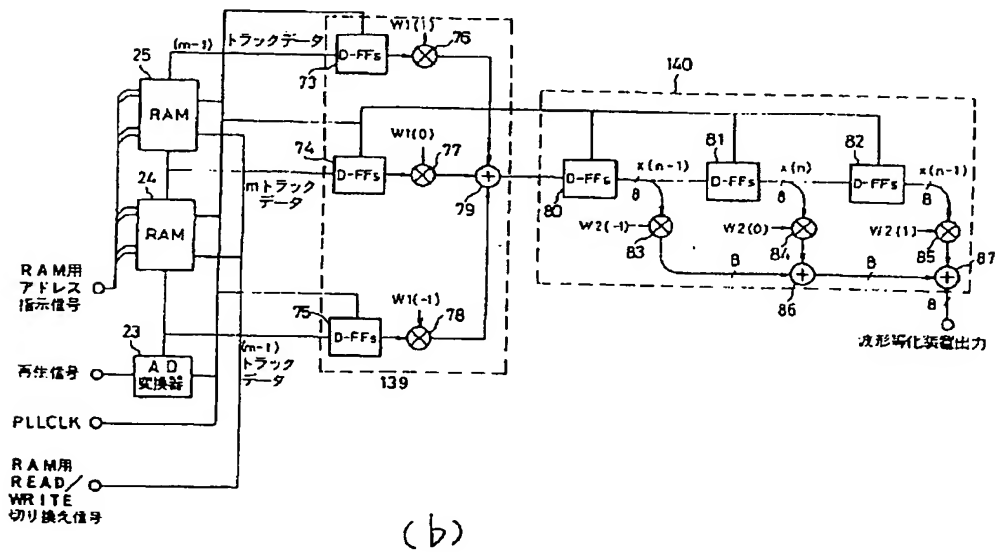 (m-1) トラックデータ
25
RAM
24
RAM
RAM用
アドレス
指示信号
23
再生信号
AD
変換器
PLLCLK
RAM用
READ/
WRITE
切り換え信号
W1(1)
D-FFs
73
76
W1(0)
74
D-FFs
77
mトラック
データ
79
W1(-1)
75
D-FFs
78
(m-1)
トラック
データ
139
140
D-FFs
80
x(n-1)
8
W2(-1)
83
8
81
D-FFs
x(n)
8
W2(0)
84
86
8
82
D-FFs
x(n-1)
8
W2(1)
85
87
8
波形等化装置出力
(b)